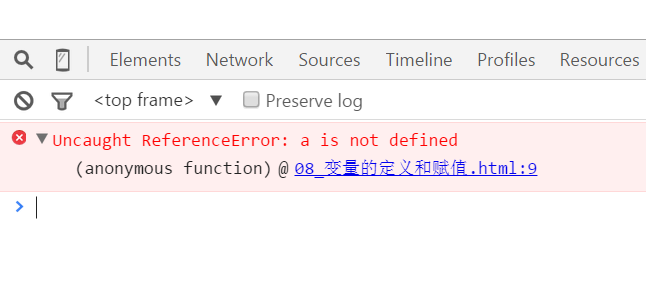 Elements Network Sources Timeline Profiles Resources
<top frame> ▼ Preserve log
Uncaught ReferenceError: a is not defined
(anonymous function) @ 08_变量的定义和赋值.html:9